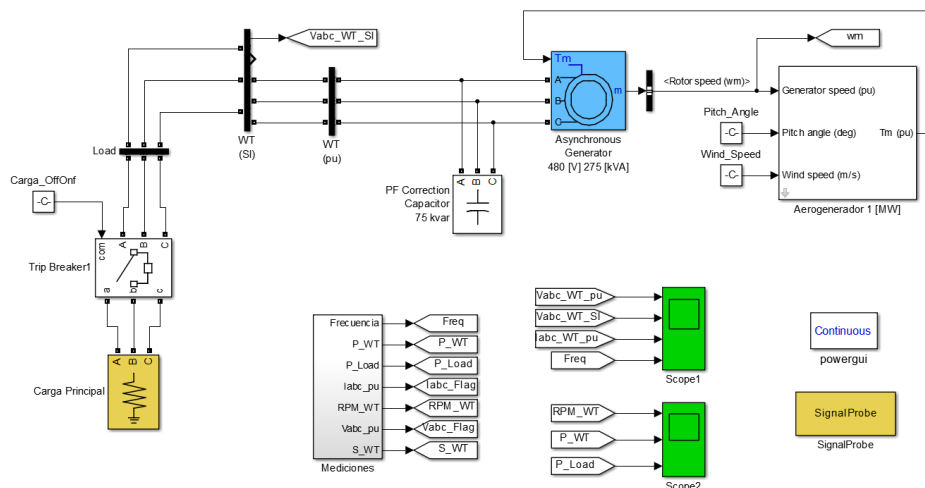 Vabc_WT_SI
wm
Tm
A
B
C
m
<Rotor speed (wm)>
Generator speed (pu)
Pitch angle (deg)
Wind speed (m/s)
Tm (pu)
Aerogenerador 1 [MW]
Pitch_Angle
-C-
Wind_Speed
-C-
Asynchronous
Generator
480 [V] 275 [kVA]
WT
(SI)
WT
(pu)
Load
Carga_OffOnf
-C-
A B C
PF Correction
Capacitor
75 kvar
com
A
B
C
Trip Breaker1
a
b
c
A
B
C
Carga Principal
Frecuencia
P_WT
P_Load
Iabc_pu
RPM_WT
Vabc_pu
S_WT
Mediciones
Freq
P_WT
P_Load
Iabc_Flag
RPM_WT
Vabc_Flag
S_WT
Vabc_WT_pu
Vabc_WT_SI
Iabc_WT_pu
Freq
Scope1
RPM_WT
P_WT
P_Load
Scope2
Continuous
powergui
SignalProbe
SignalProbe